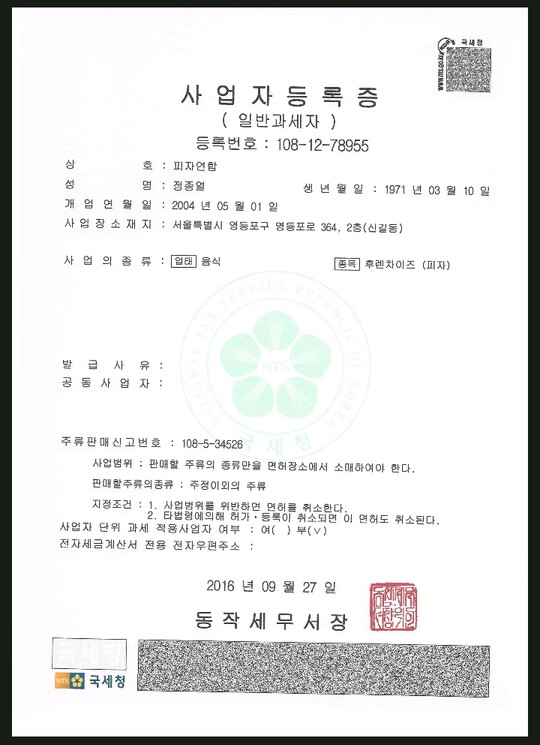 국세청
사업자등록증
( 일반과세자 )
등록번호 : 108-12-78955
상 호 : 피자연합
성 명 : 정종열 생 년 월 일 : 1971 년 03 월 10 일
개 업 연 월 일 : 2004 년 05 월 01 일
사 업 장 소 재 지 : 서울특별시 영등포구 영등포로 364, 2층(신길동)
사 업 의 종 류 : 업태 음식 종목 후렌차이즈 (피자)
NATIONAL TAX SERVICE REPUBLIC OF KOREA
NTS
국세청
발 급 사 유 :
공 동 사 업 자 :
주류판매신고번호 : 108-5-34526
사업범위 : 판매할 주류의 종류만을 면허장소에서 소매하여야 한다.
판매할주류의종류 : 주정이외의 주류
지정조건 : 1. 사업범위를 위반하면 면허를 취소한다.
2. 타법령에의해 허가·등록이 취소되면 이 면허도 취소된다.
사업자 단위 과세 적용사업자 여부 : 여( ) 부(∨)
전자세금계산서 전용 전자우편주소 :
2016 년 09 월 27 일
동작세무서장
국세청
NTS 국세청